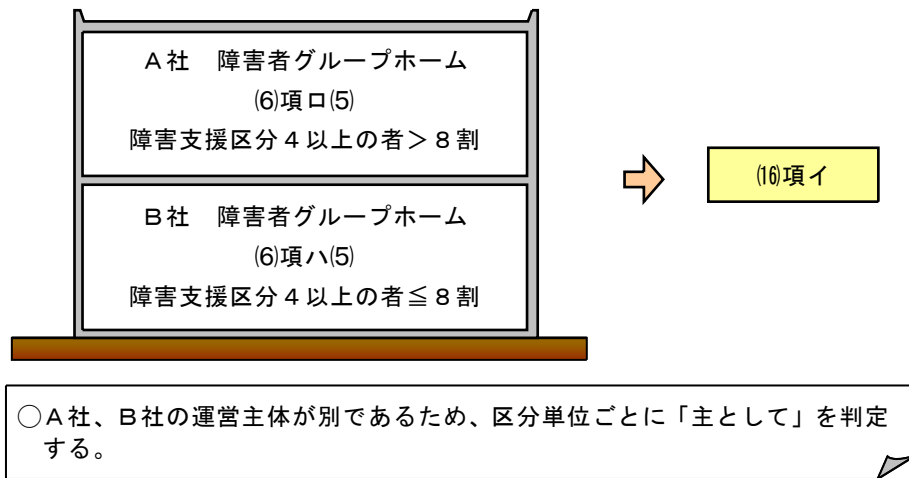 A社　障害者グループホーム
⑹項ロ⑸
障害支援区分４以上の者＞８割
⒃項イ
B社　障害者グループホーム
⑹項ハ⑸
障害支援区分４以上の者≦８割
○A社、B社の運営主体が別であるため、区分単位ごとに「主として」を判定
する。